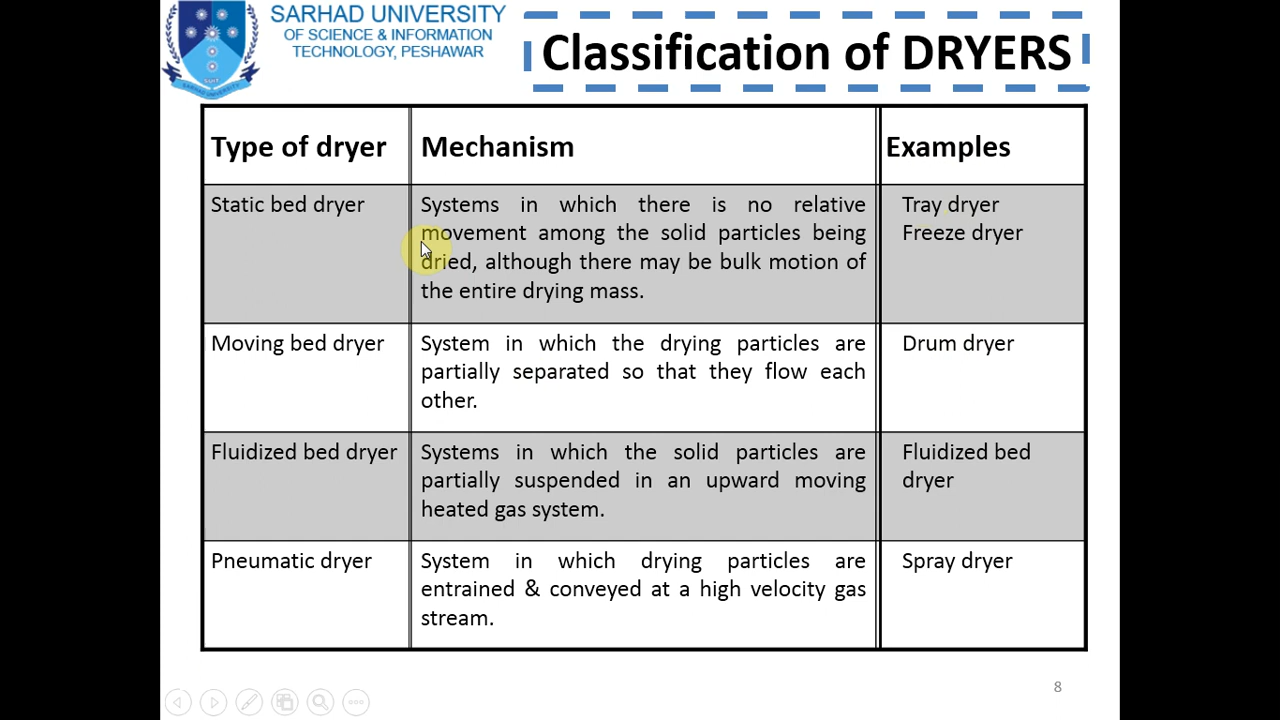 SARHAD UNIVERSITY
OF SCIENCE & INFORMATION
TECHNOLOGY, PESHAWAR
Classification of DRYERS
Type of dryer
Mechanism
Examples
Static bed dryer
Systems in which there is no relative
movement among the solid particles being
dried, although there may be bulk motion of
the entire drying mass.
Tray dryer
Freeze dryer
Moving bed dryer
System in which the drying particles are
partially separated so that they flow each
other.
Drum dryer
Fluidized bed dryer
Systems in which the solid particles are
partially suspended in an upward moving
heated gas system.
Fluidized bed
dryer
Pneumatic dryer
System in which drying particles are
entrained & conveyed at a high velocity gas
stream.
Spray dryer
8